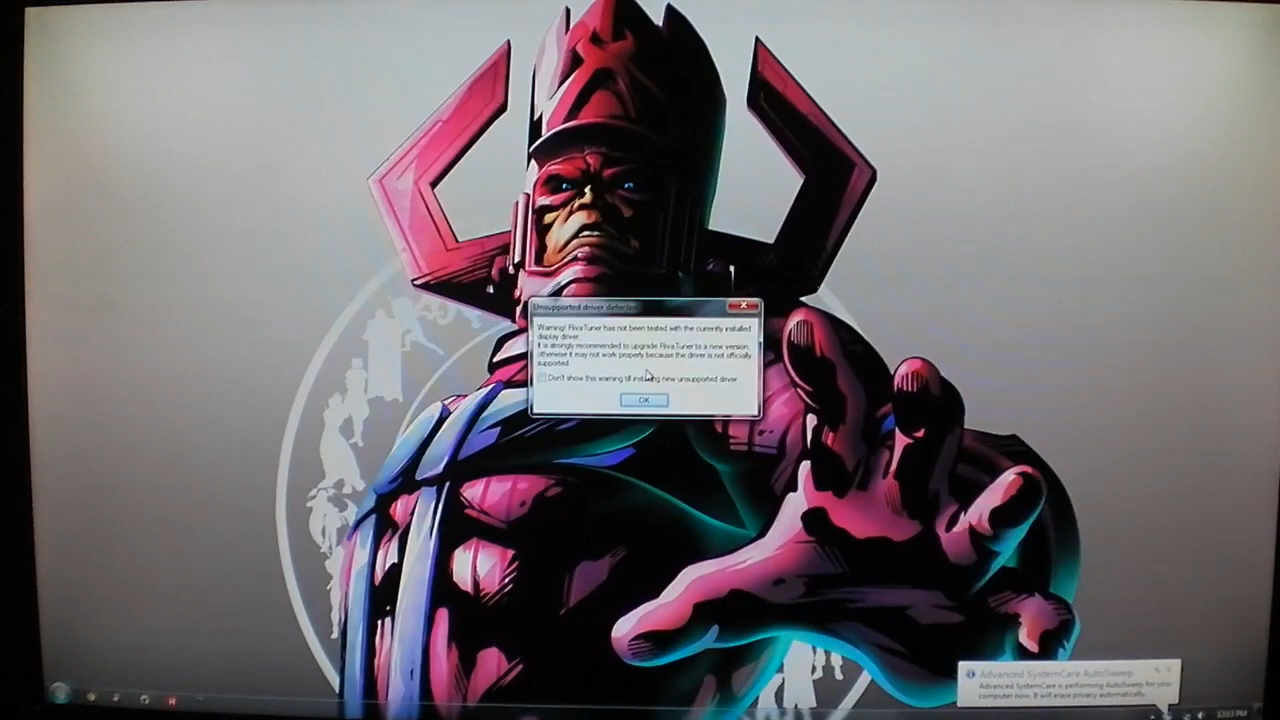 Unsupported driver detected
Warning! RivaTuner has not been tested with the currently installed
display driver.
It is strongly recommended to upgrade RivaTuner to a new version,
otherwise it may not work properly because the driver is not officially
supported.
Don't show this warning till installing new unsupported driver
OK
Advanced SystemCare AutoSweep
Advanced SystemCare is performing AutoSweep for your
computer now. It will erase privacy automatically.
PM